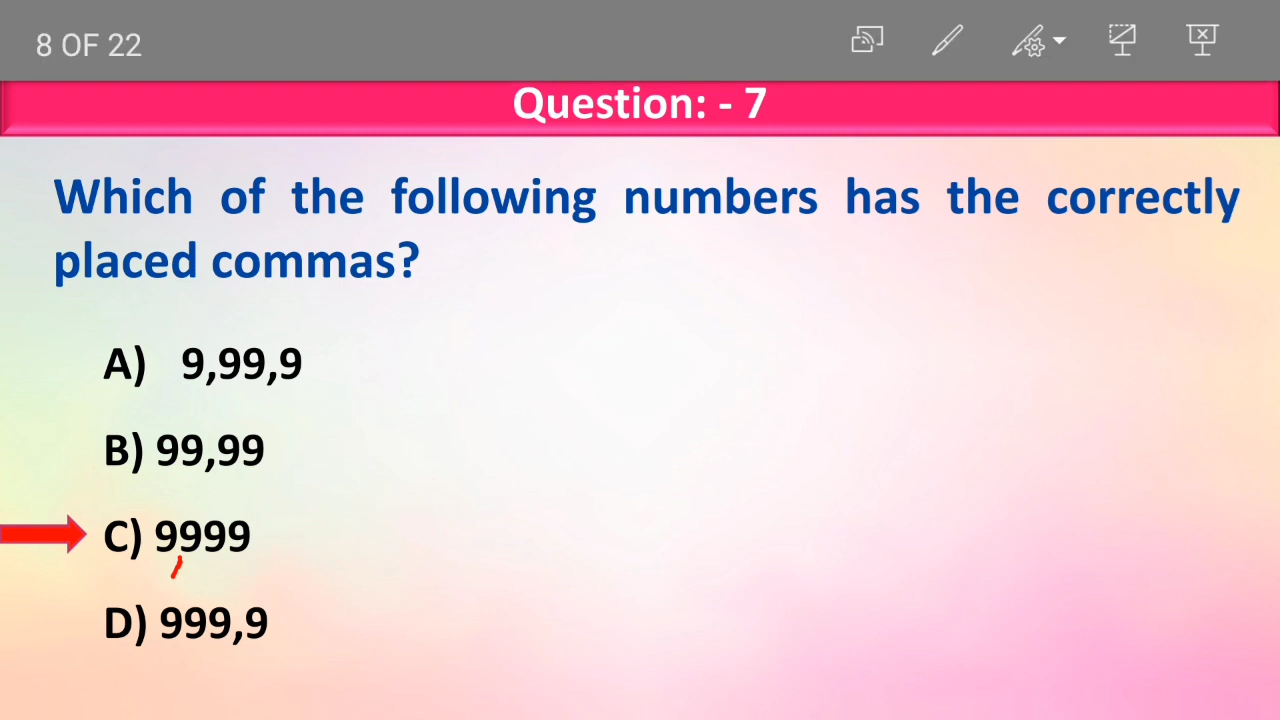 8 OF 22
Question: - 7
Which of the following numbers has the correctly
placed commas?
A) 9,99,9
B) 99,99
C) 9999
,
D) 999,9